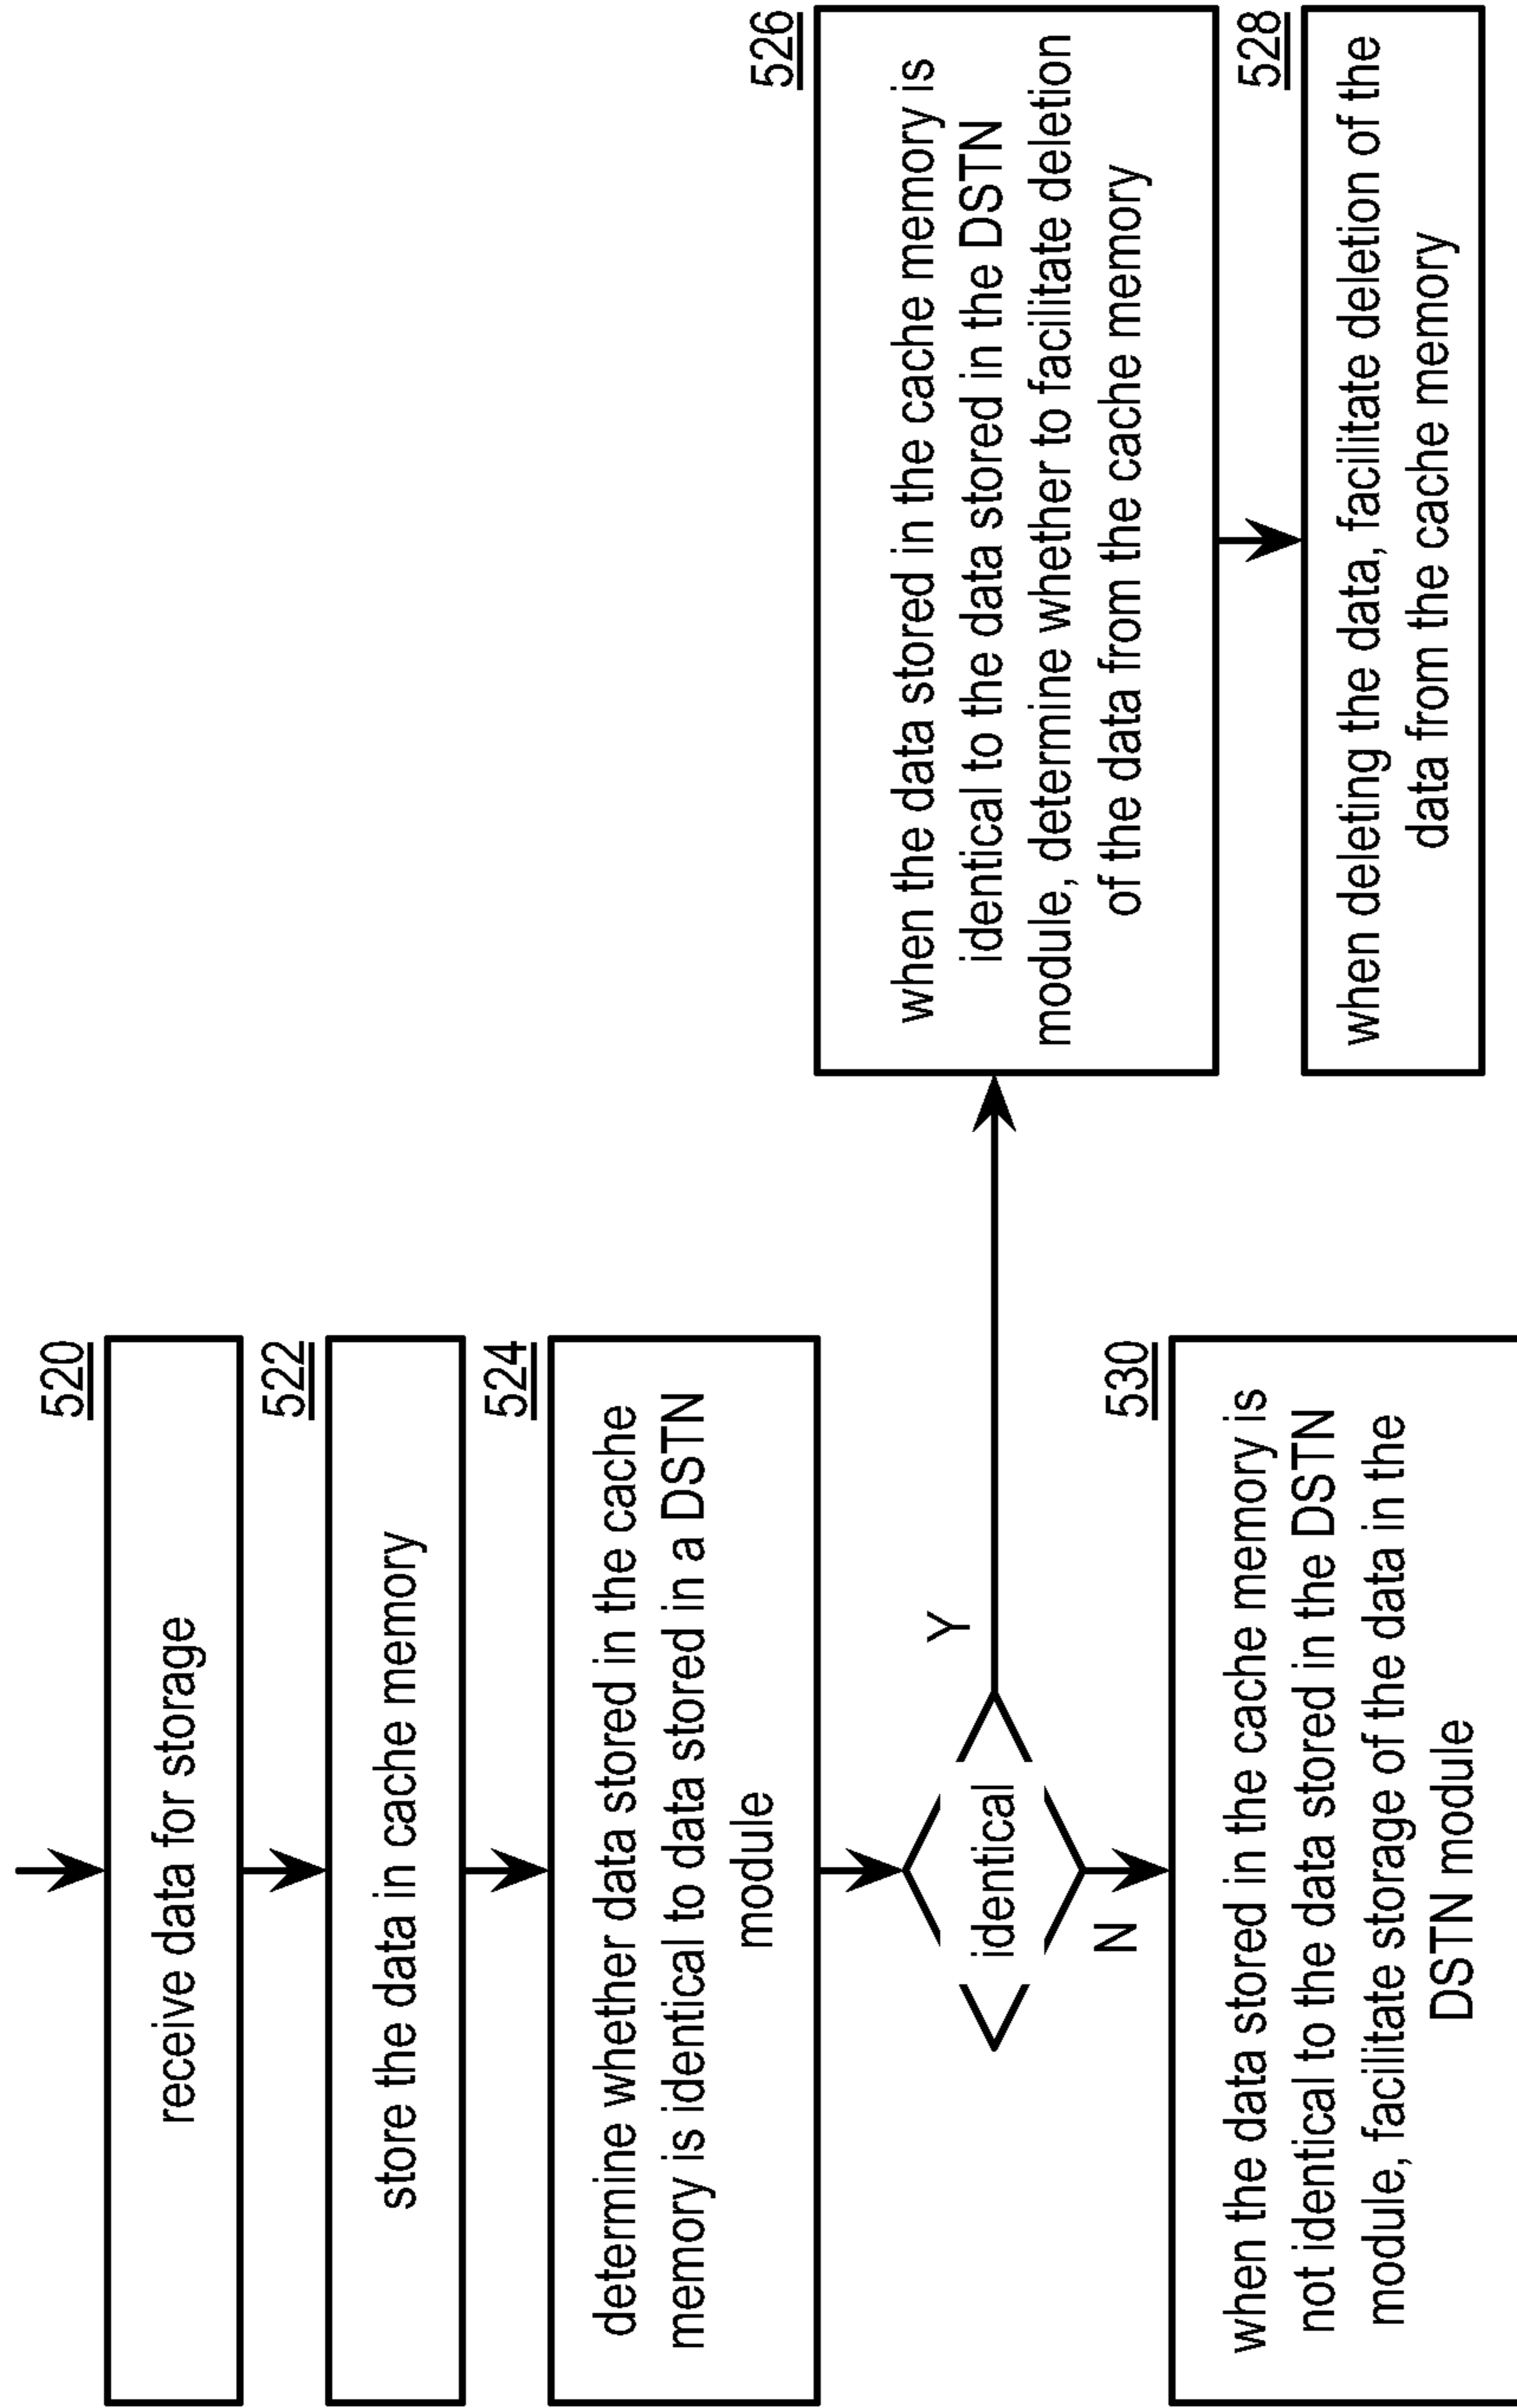 520
receive data for storage
522
store the data in cache memory
524
determine whether data stored in the cache
memory is identical to data stored in a DSTN
module
identical
Y
N
526
when the data stored in the cache memory is
identical to the data stored in the DSTN
module, determine whether to facilitate deletion
of the data from the cache memory
528
when deleting the data, facilitate deletion of the
data from the cache memory
530
when the data stored in the cache memory is
not identical to the data stored in the DSTN
module, facilitate storage of the data in the
DSTN module